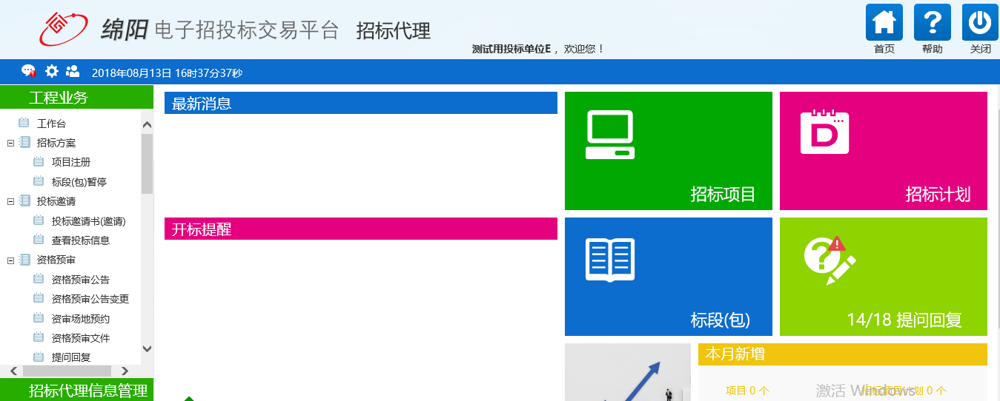 绵阳 电子招投标交易平台 招标代理
测试用投标单位E ，欢迎您！
首页
帮助
关闭
2018年08月13日 16时37分37秒
工程业务
工作台
招标方案
项目注册
标段(包)暂停
投标邀请
投标邀请书(邀请)
查看投标信息
资格预审
资格预审公告
资格预审公告变更
资审场地预约
资格预审文件
提问回复
招标代理信息管理
最新消息
开标提醒
招标项目
D
招标计划
标段(包)
14/18 提问回复
本月新增
项目 0 个
招标项目计划 0 个
激活 Windows